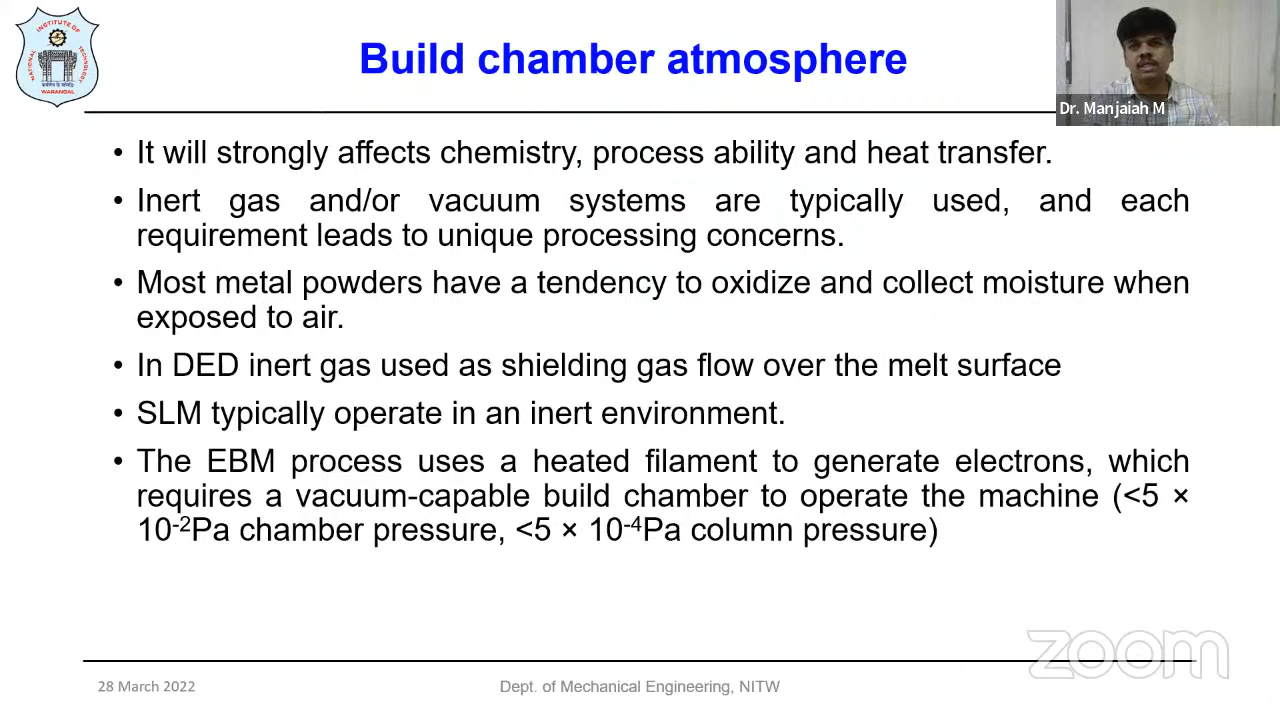 Build chamber atmosphere
NATIONAL INSTITUTE OF TECHNOLOGY
WARANGAL
Dr. Manjaiah M
• It will strongly affects chemistry, process ability and heat transfer.
• Inert gas and/or vacuum systems are typically used, and each
requirement leads to unique processing concerns.
• Most metal powders have a tendency to oxidize and collect moisture when
exposed to air.
• In DED inert gas used as shielding gas flow over the melt surface
• SLM typically operate in an inert environment.
• The EBM process uses a heated filament to generate electrons, which
requires a vacuum-capable build chamber to operate the machine (<5 ×
10⁻²Pa chamber pressure, <5 × 10⁻⁴Pa column pressure)
zoom
28 March 2022
Dept. of Mechanical Engineering, NITW